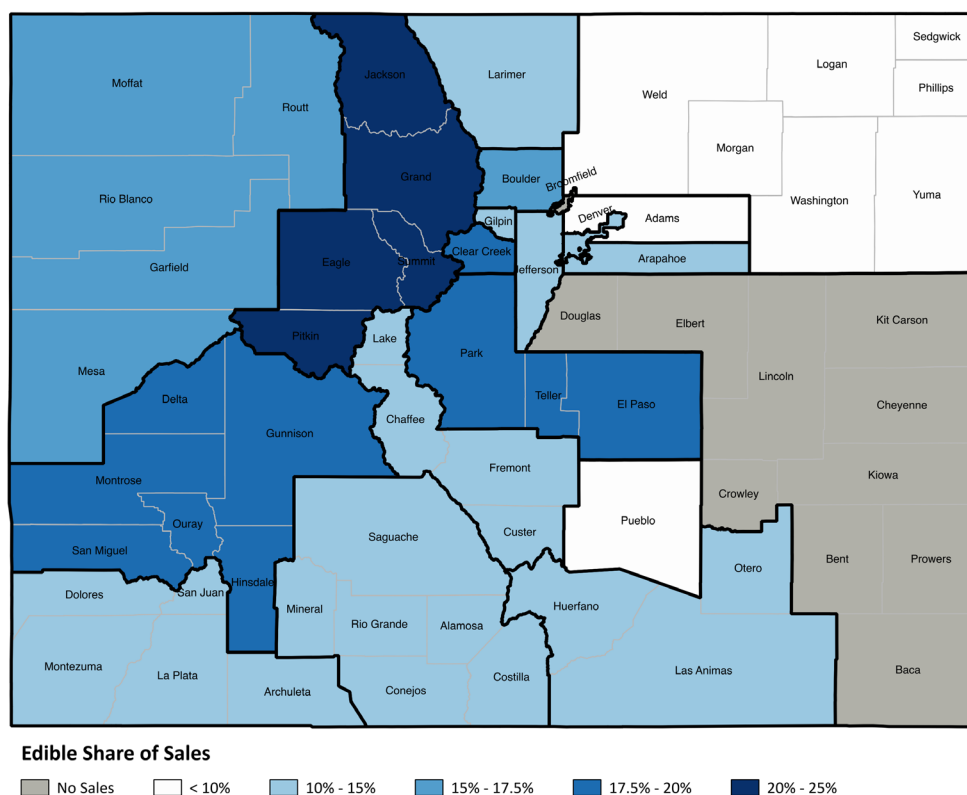 Sedgwick
Logan
Jackson
Larimer
Moffat
Phillips
Weld
Routt
Morgan
Grand
Boulder
Broomfield
Yuma
Rio Blanco
Washington
Gilpin
Denver
Adams
Clear Creek
Arapahoe
Eagle
Summit
Garfield
Jefferson
Douglas
Elbert
Kit Carson
Pitkin
Lake
Park
Mesa
Lincoln
Delta
Teller
El Paso
Cheyenne
Chaffee
Gunnison
Fremont
Kiowa
Montrose
Crowley
Ouray
Pueblo
Custer
Saguache
San Miguel
Bent
Prowers
Otero
Hinsdale
San Juan
Dolores
Mineral
Huerfano
Rio Grande
Alamosa
Montezuma
La Plata
Costilla
Las Animas
Baca
Archuleta
Conejos
Edible Share of Sales
No Sales
< 10%
10% - 15%
15% - 17.5%
17.5% - 20%
20% - 25%